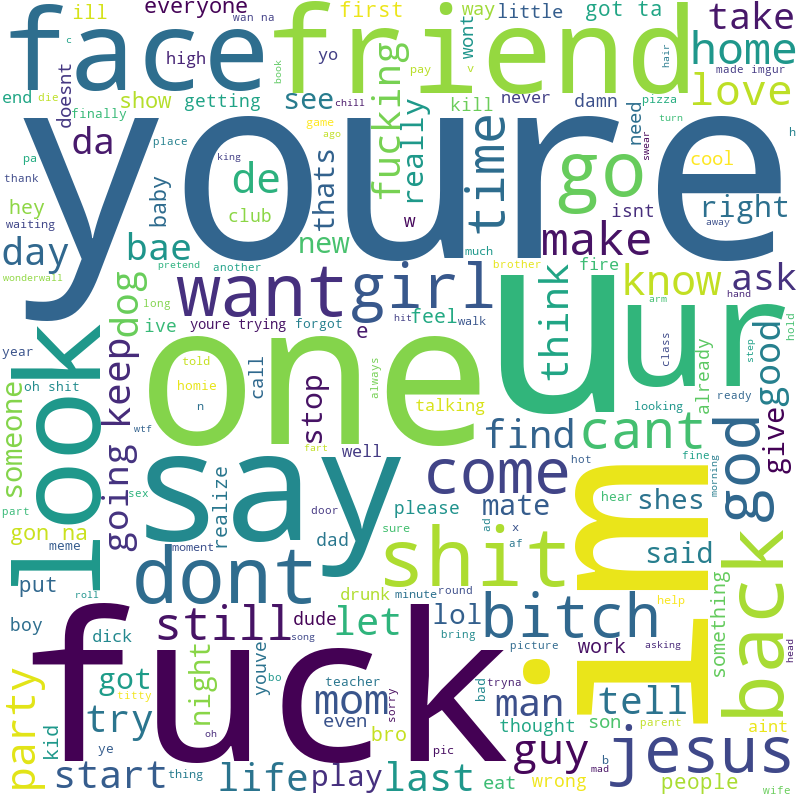 ill everyone wan na first way little got ta take
face friend high yo wont home
c book pay v hair made imgur
end die doesnt show getting see chill fucking really kill never damn pizza need love
finally game ago turn swear
da youre time go cool h
pa place king
thank de thats w isnt right
hey baby club
waiting day bae new much make
wonderwall pretend another brother fire away know ask
dog long want girl hand
ive youre trying forgot e hit feel walk think arm
year look one u ur
oh shit keep told call always class step hold good
someone homie talking already looking ready give
n stop fart
going wtf well find cant fine
hot god morning
sex say come
part realize door please mate ad x hear shes
gon na sure af
meme moment dad shit said back
put dont roll minute im help something
drunk round
boy still dude let lol bitch
dick song bring picture work asking head
party got night youve teacher tryna bad
titty bo mom sorry man tell
kid try even thought son parent aint
fuck oh bro
ye pic guy jesus
start thing life play last b mad
eat wrong people wife